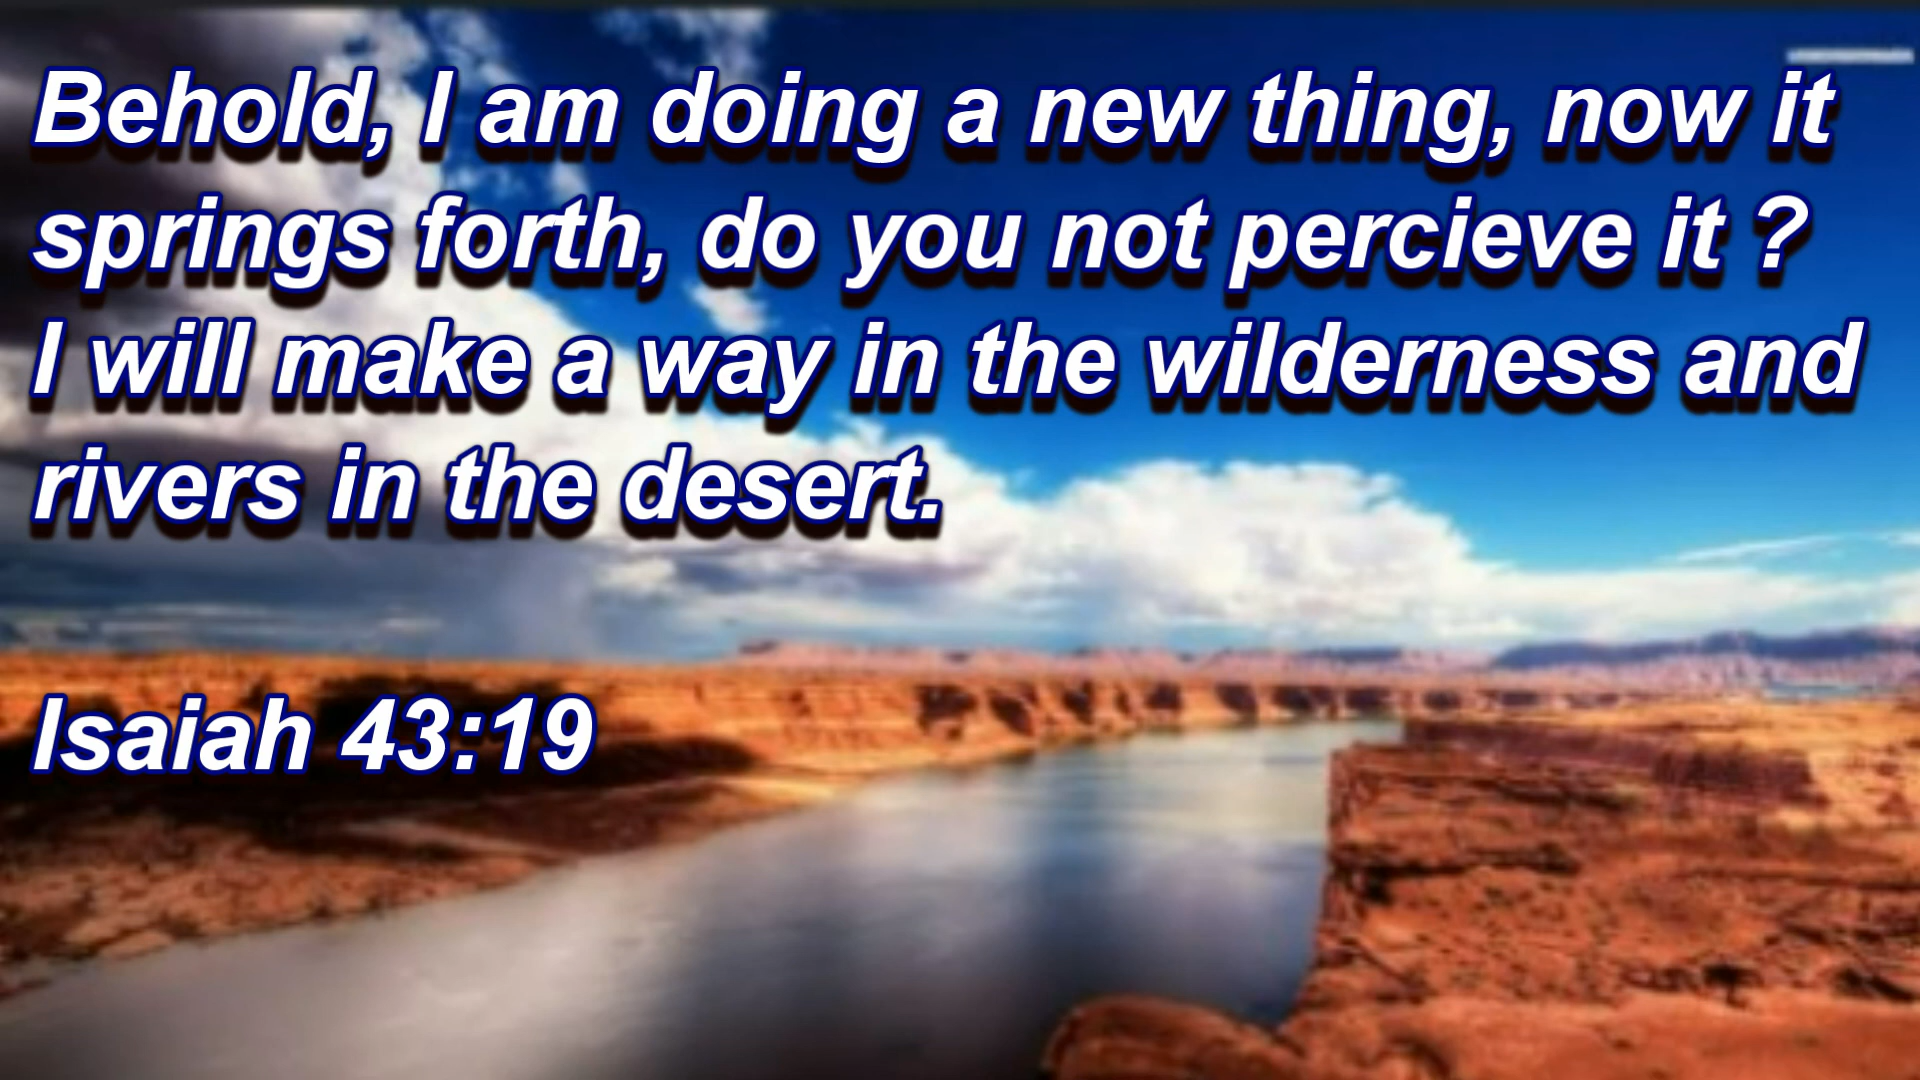 Behold, I am doing a new thing, now it
springs forth, do you not percieve it ?
I will make a way in the wilderness and
rivers in the desert.
Isaiah 43:19